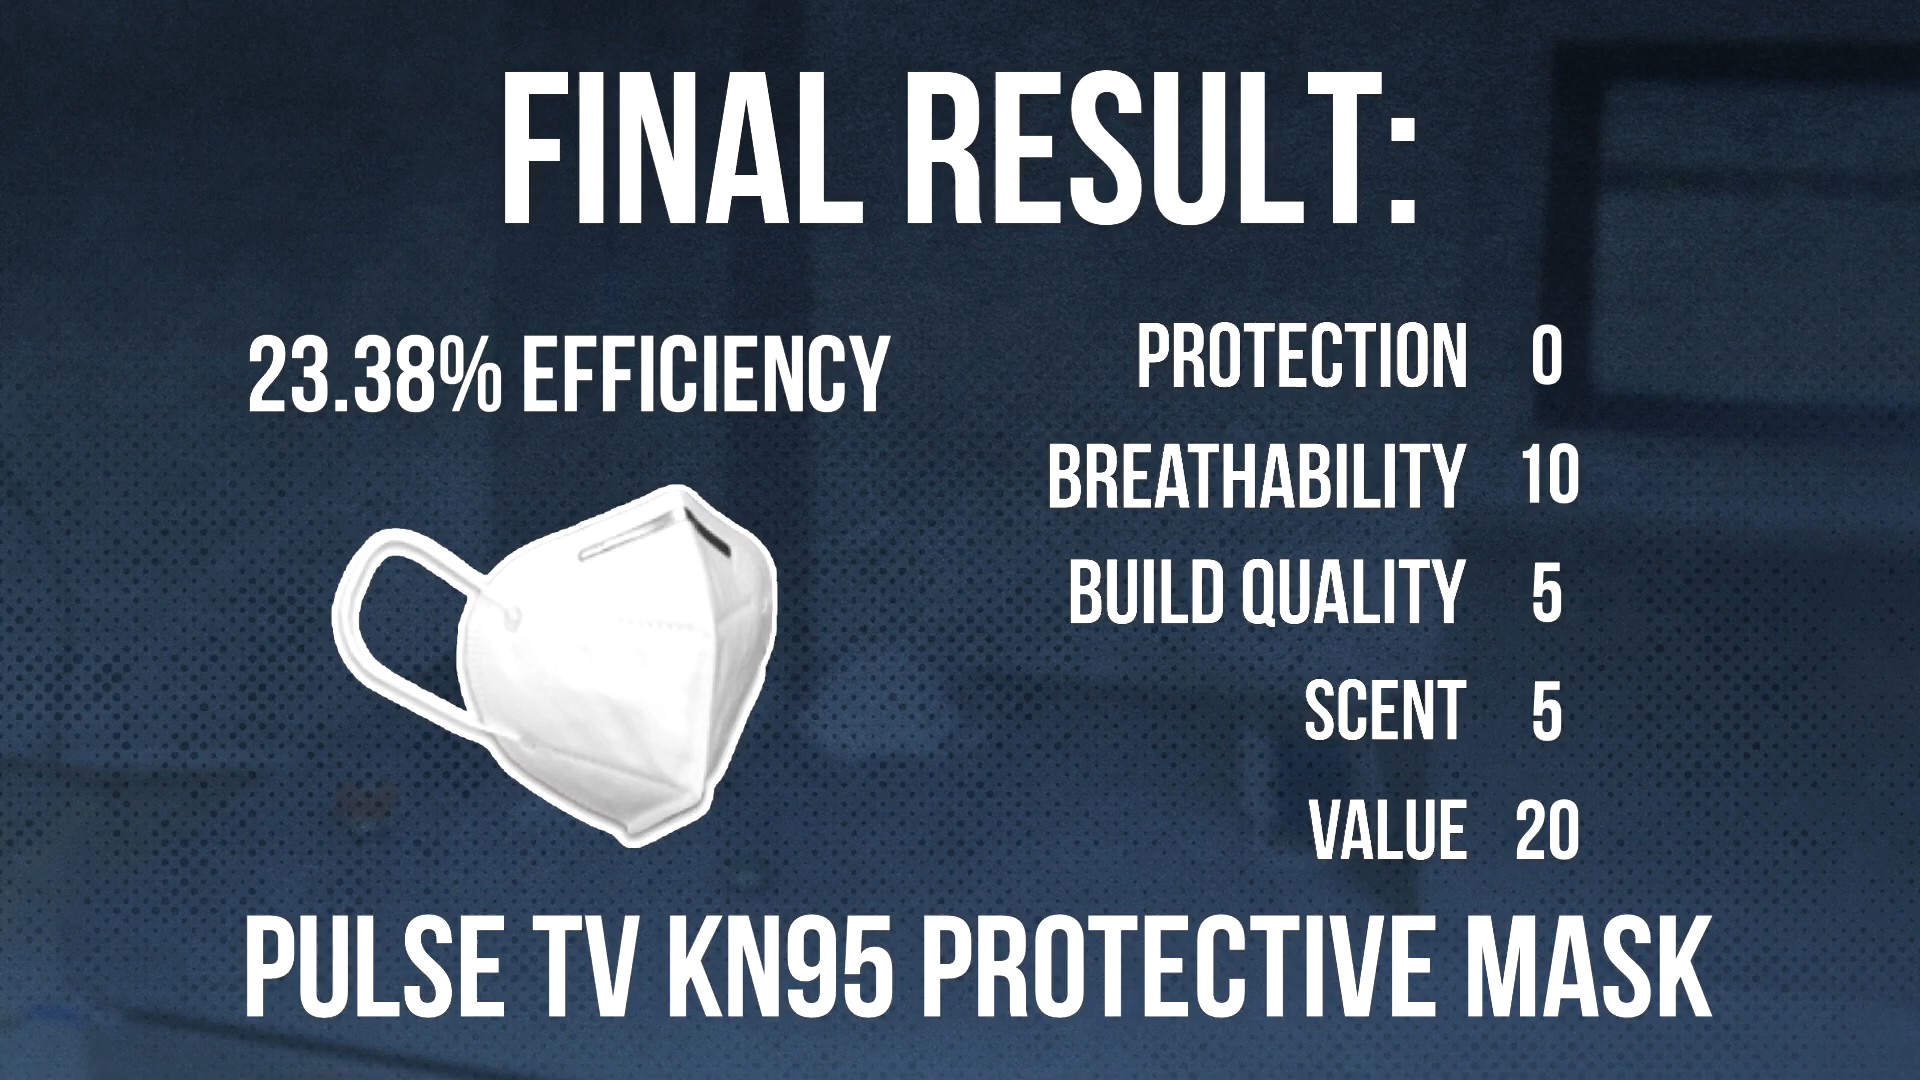 FINAL RESULT:
23.38% EFFICIENCY
PROTECTION 0
BREATHABILITY 10
BUILD QUALITY 5
SCENT 5
VALUE 20
PULSE TV KN95 PROTECTIVE MASK